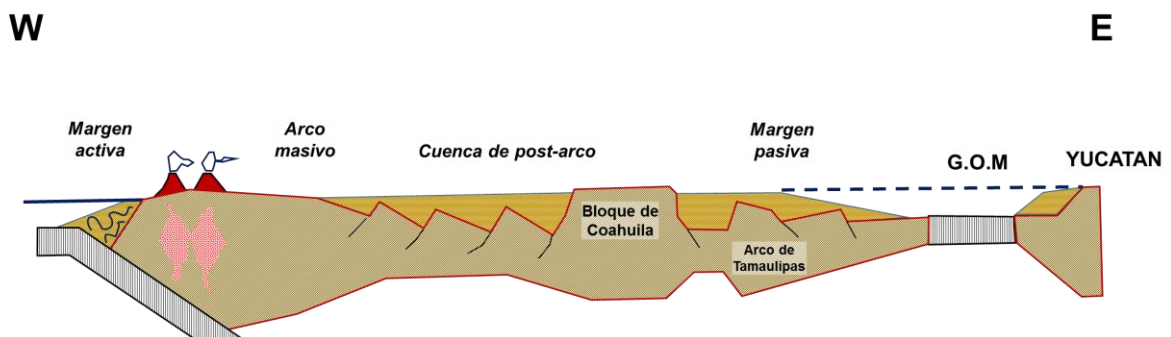 W
E
Margen
activa
Arco
masivo
Cuenca de post-arco
Margen
pasiva
G.O.M
YUCATAN
Bloque de
Coahuila
Arco de
Tamaulipas